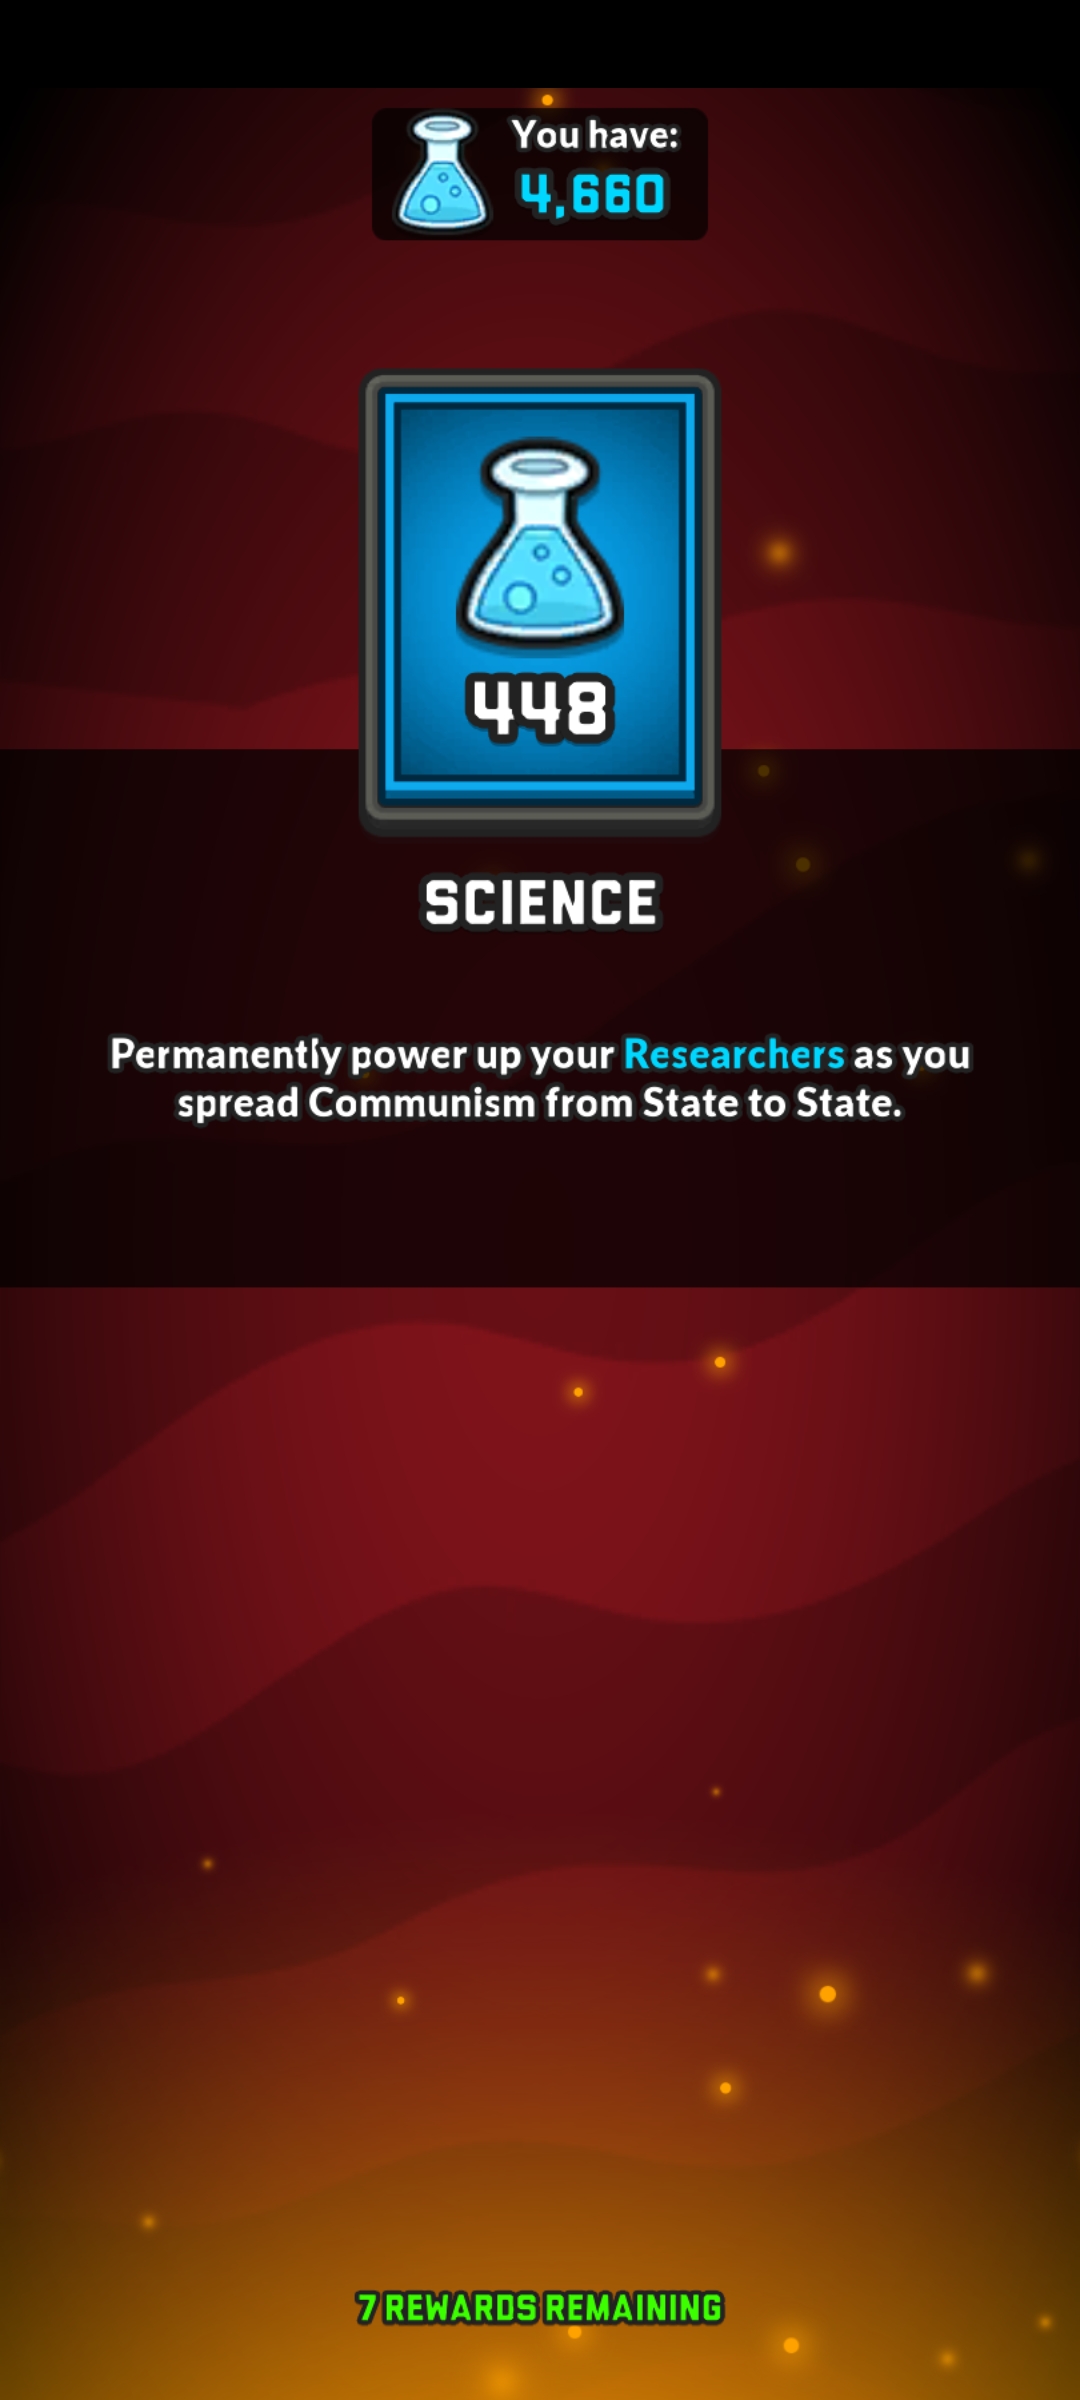 You have:
4,660
448
SCIENCE
Permanently power up your Researchers as you
spread Communism from State to State.
7 REWARDS REMAINING